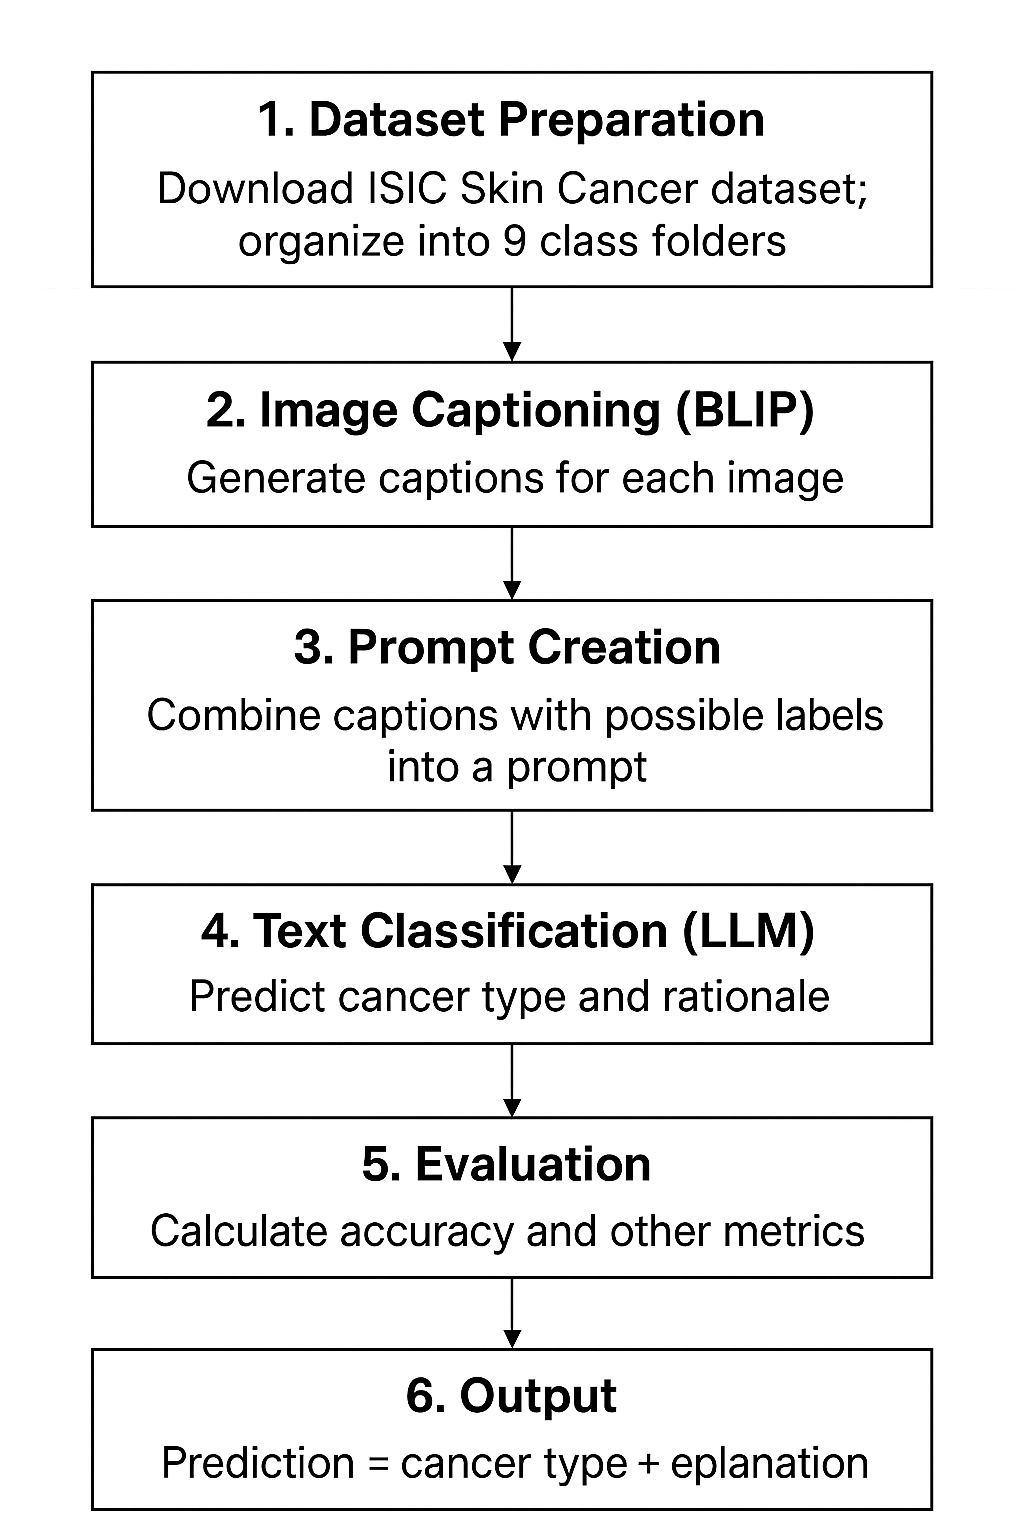 1. Dataset Preparation
Download ISIC Skin Cancer dataset;
organize into 9 class folders
2. Image Captioning (BLIP)
Generate captions for each image
3. Prompt Creation
Combine captions with possible labels
into a prompt
4. Text Classification (LLM)
Predict cancer type and rationale
5. Evaluation
Calculate accuracy and other metrics
6. Output
Prediction = cancer type + eplanation